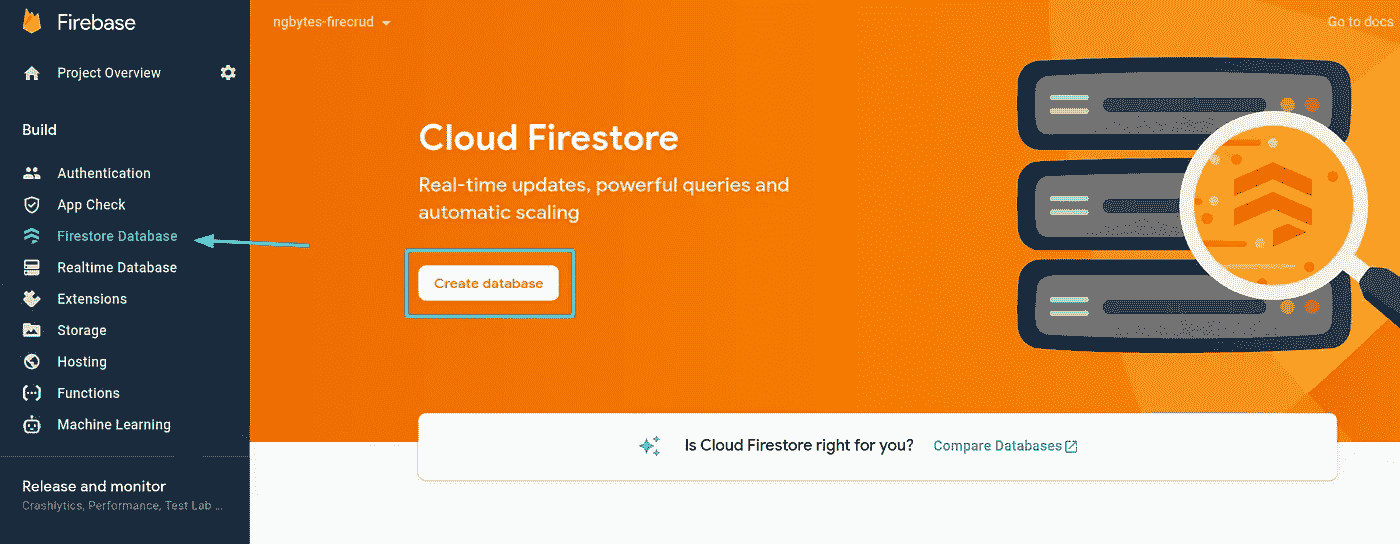 Firebase
Project Overview
Build
Authentication
App Check
Firestore Database
Realtime Database
Extensions
Storage
Hosting
Functions
Machine Learning
Release and monitor
Crashlytics, Performance, Test Lab ...
ngbytes-firecrud
Go to docs
Cloud Firestore
Real-time updates, powerful queries and
automatic scaling
Create database
Is Cloud Firestore right for you? Compare Databases